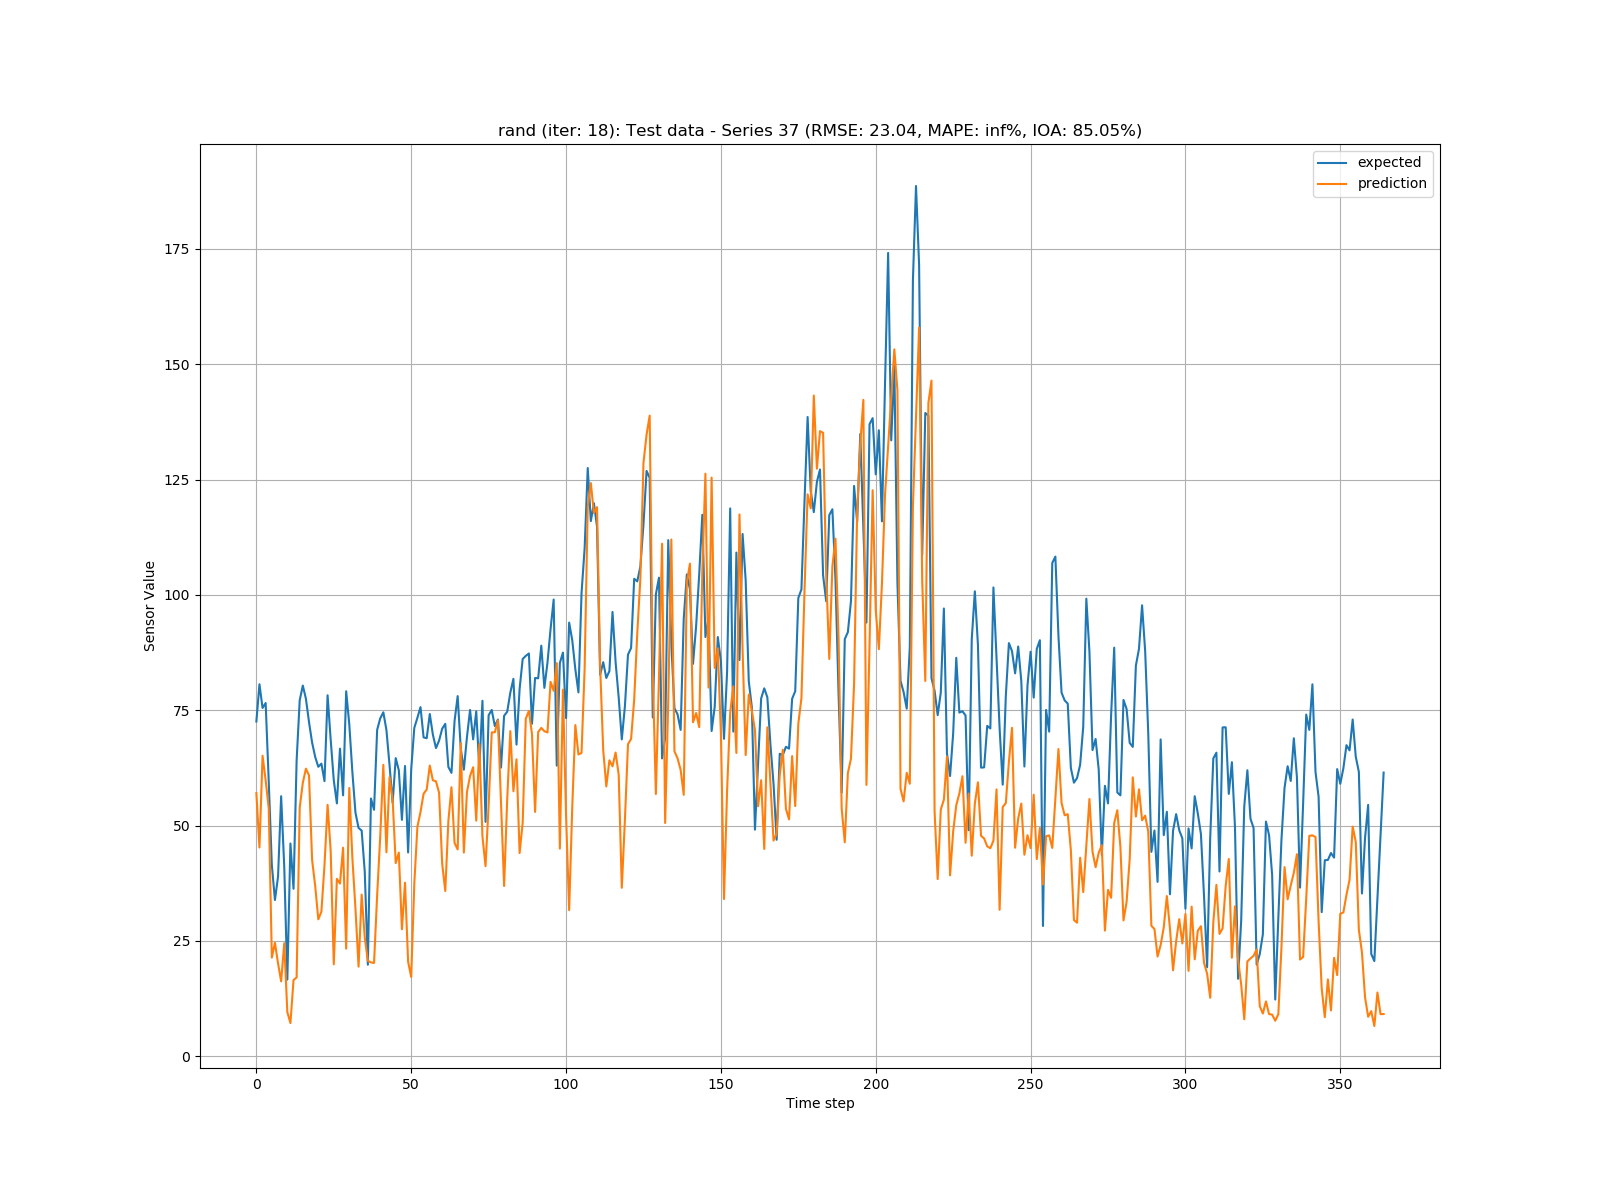 rand (iter: 18): Test data - Series 37 (RMSE: 23.04, MAPE: inf%, IOA: 85.05%)
expected
prediction
175
150
125
100
75
50
25
0
Sensor Value
0 50 100 150 200 250 300 350
Time step